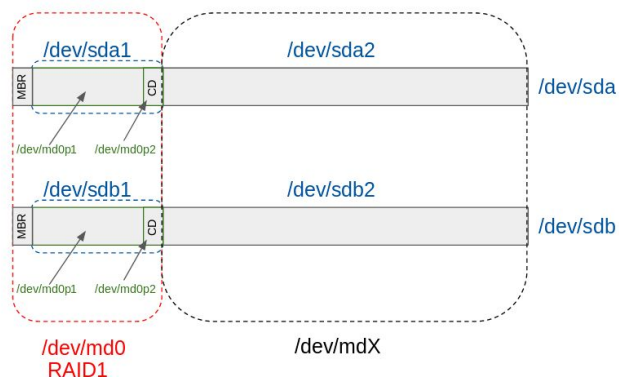 /dev/sda1
/dev/sda2
MBR
CD
/dev/sda
/dev/md0p1
/dev/md0p2
/dev/sdb1
/dev/sdb2
MBR
CD
/dev/sdb
/dev/md0p1
/dev/md0p2
/dev/md0
RAID1
/dev/mdX